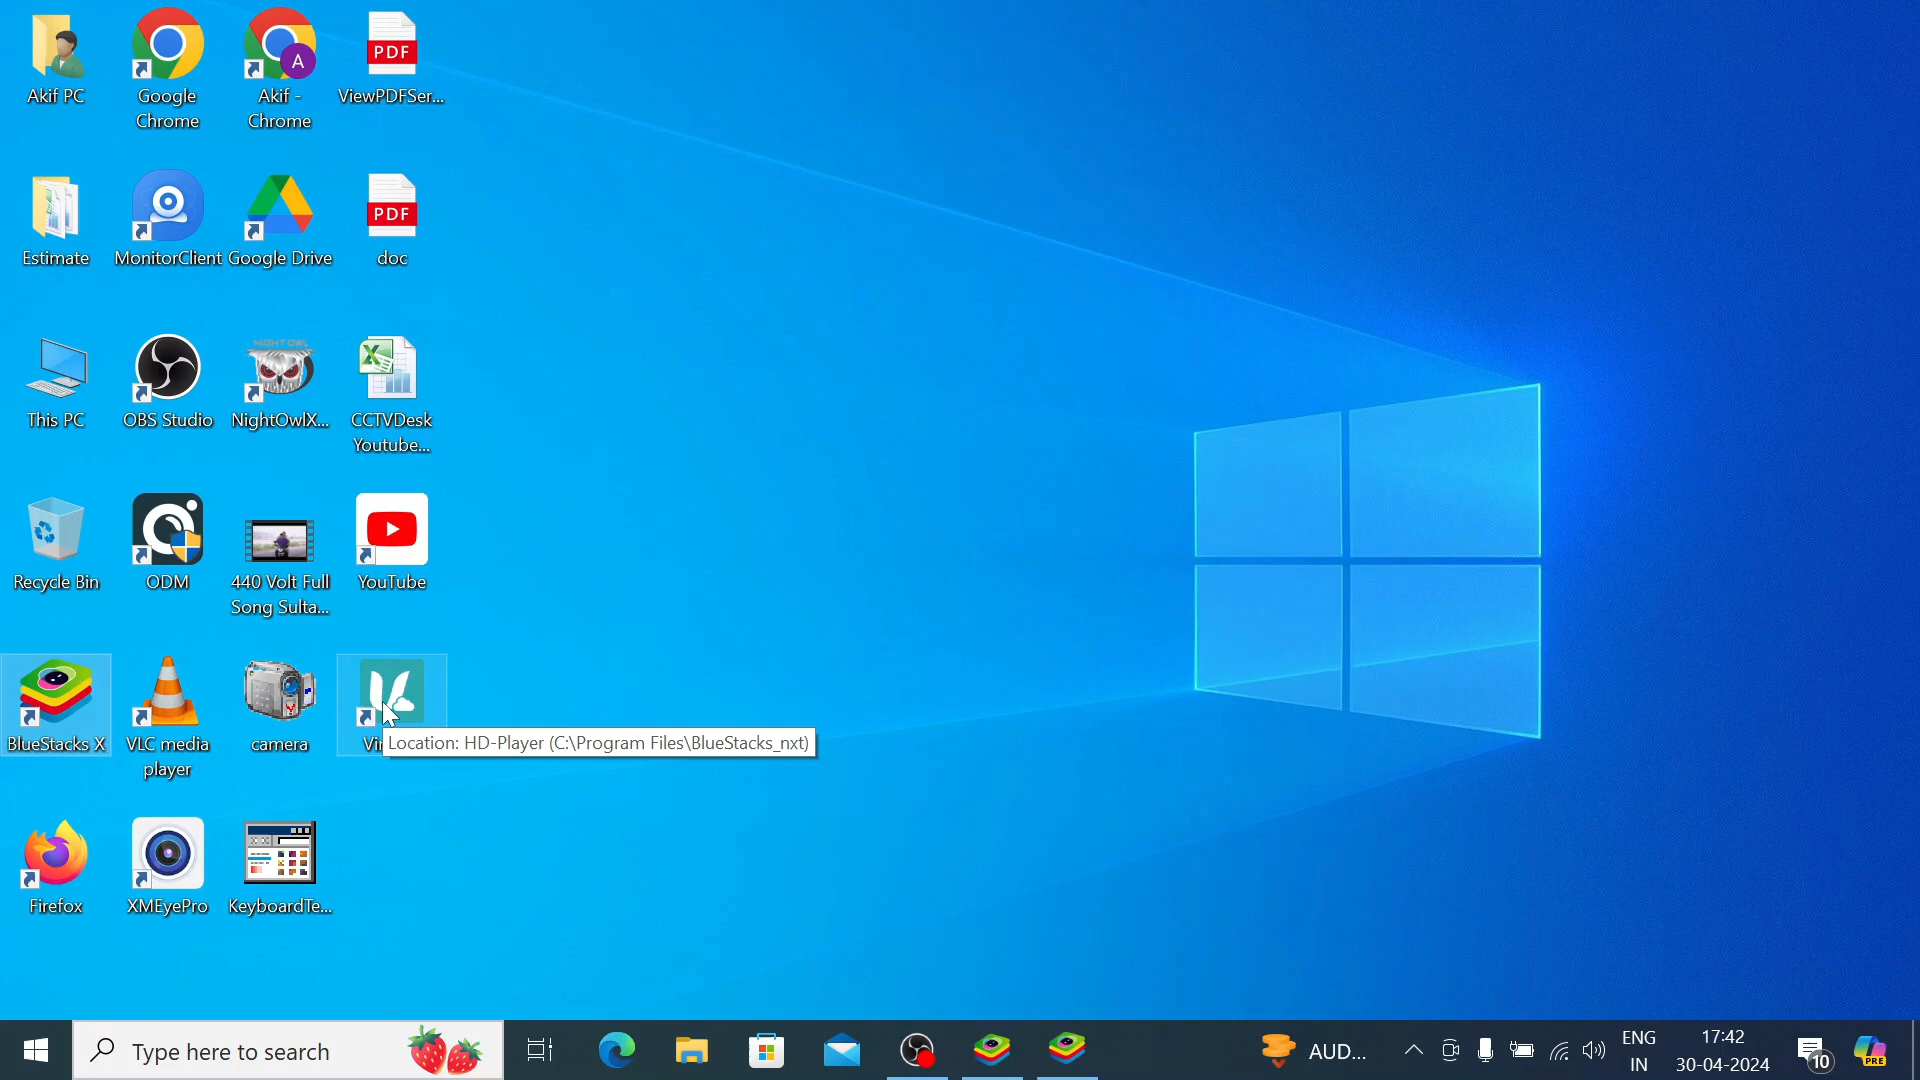 Akif PC
Google
Chrome
A
Akif -
Chrome
PDF
ViewPDFSer...
Estimate
MonitorClient
Google Drive
PDF
doc
This PC
OBS Studio
NIGHT OWL
NightOwlX...
CCTVDesk
Youtube...
Recycle Bin
ODM
440 Volt Full
Song Sulta...
YouTube
BlueStacks X
VLC media
player
camera
Location: HD-Player (C:\Program Files\BlueStacks_nxt)
Firefox
XMEyePro
KeyboardTe...
Type here to search
AUD...
ENG
IN
17:42
30-04-2024
10
PRE